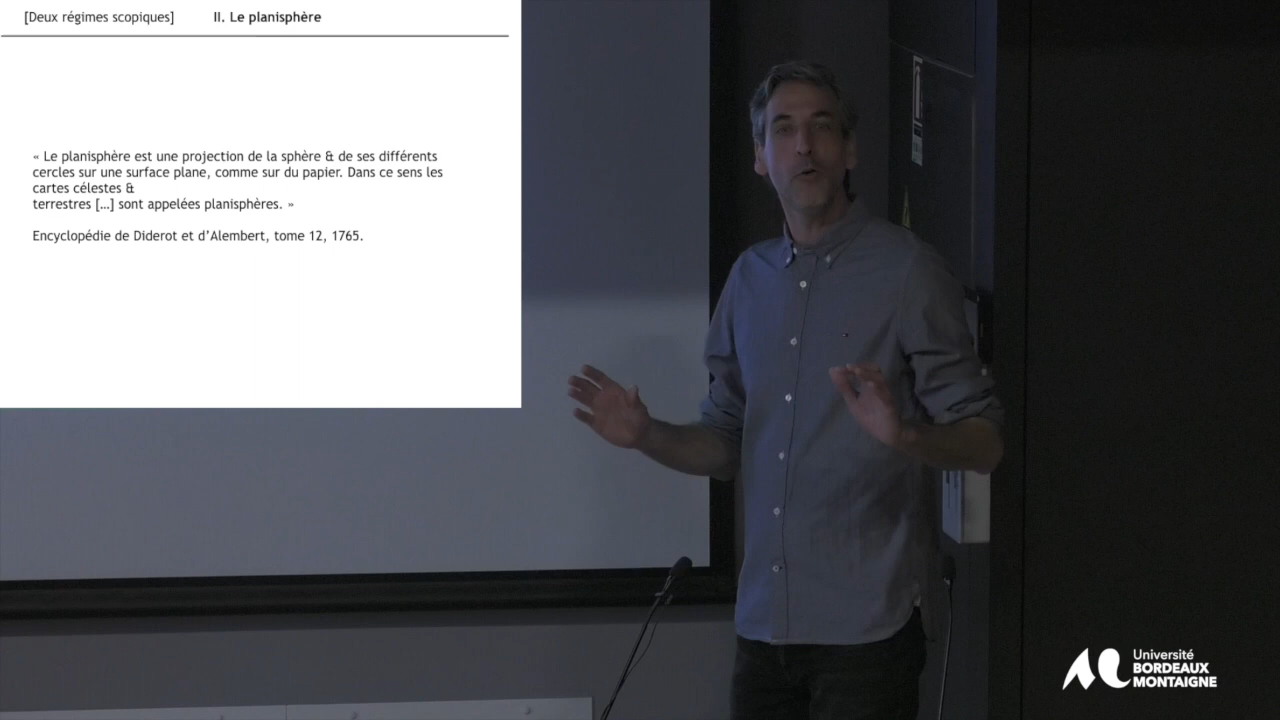 [Deux régimes scopiques] II. Le planisphère
« Le planisphère est une projection de la sphère & de ses différents
cercles sur une surface plane, comme sur du papier. Dans ce sens les
cartes célestes &
terrestres […] sont appelées planisphères. »
Encyclopédie de Diderot et d’Alembert, tome 12, 1765.
Université
BORDEAUX
MONTAIGNE